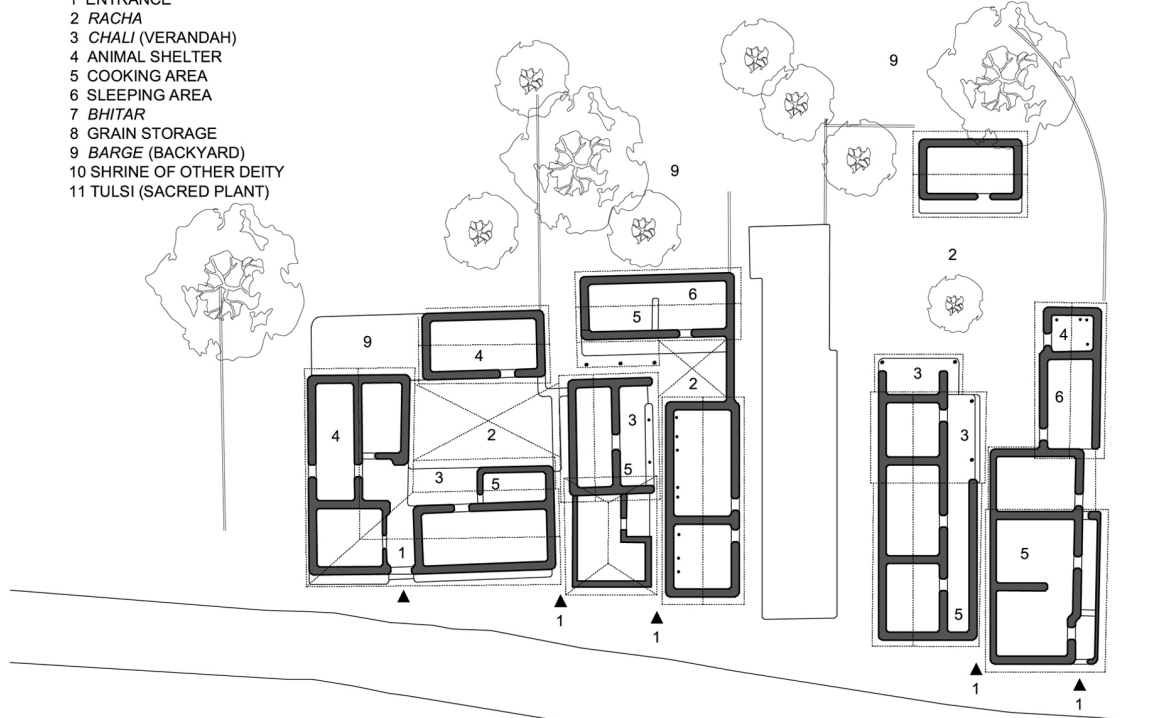 1 ENTRANCE
2 RACHA
3 CHALI (VERANDAH)
4 ANIMAL SHELTER
5 COOKING AREA
6 SLEEPING AREA
7 BHITAR
8 GRAIN STORAGE
9 BARGE (BACKYARD)
10 SHRINE OF OTHER DEITY
11 TULSI (SACRED PLANT)
9
9
2
6
5
4
9
4
3
2
6
3
2
3
4
2
3
5
3
5
5
1
5
1
1
1
1